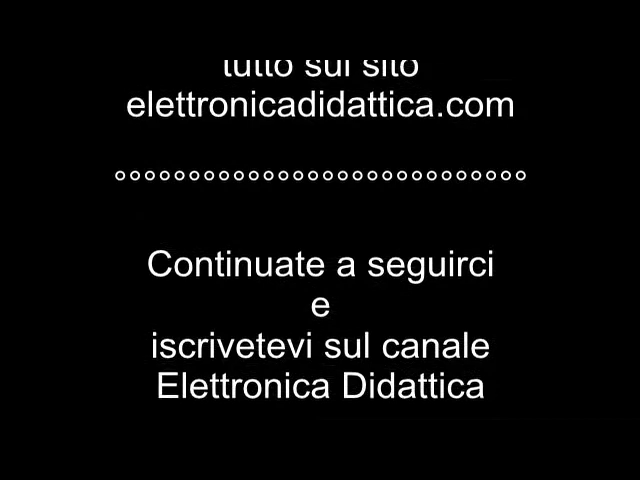 tutto sul sito
elettronicadidattica.com
°°°°°°°°°°°°°°°°°°°°°°°°°°°°
Continuate a seguirci
e
iscrivetevi sul canale
Elettronica Didattica